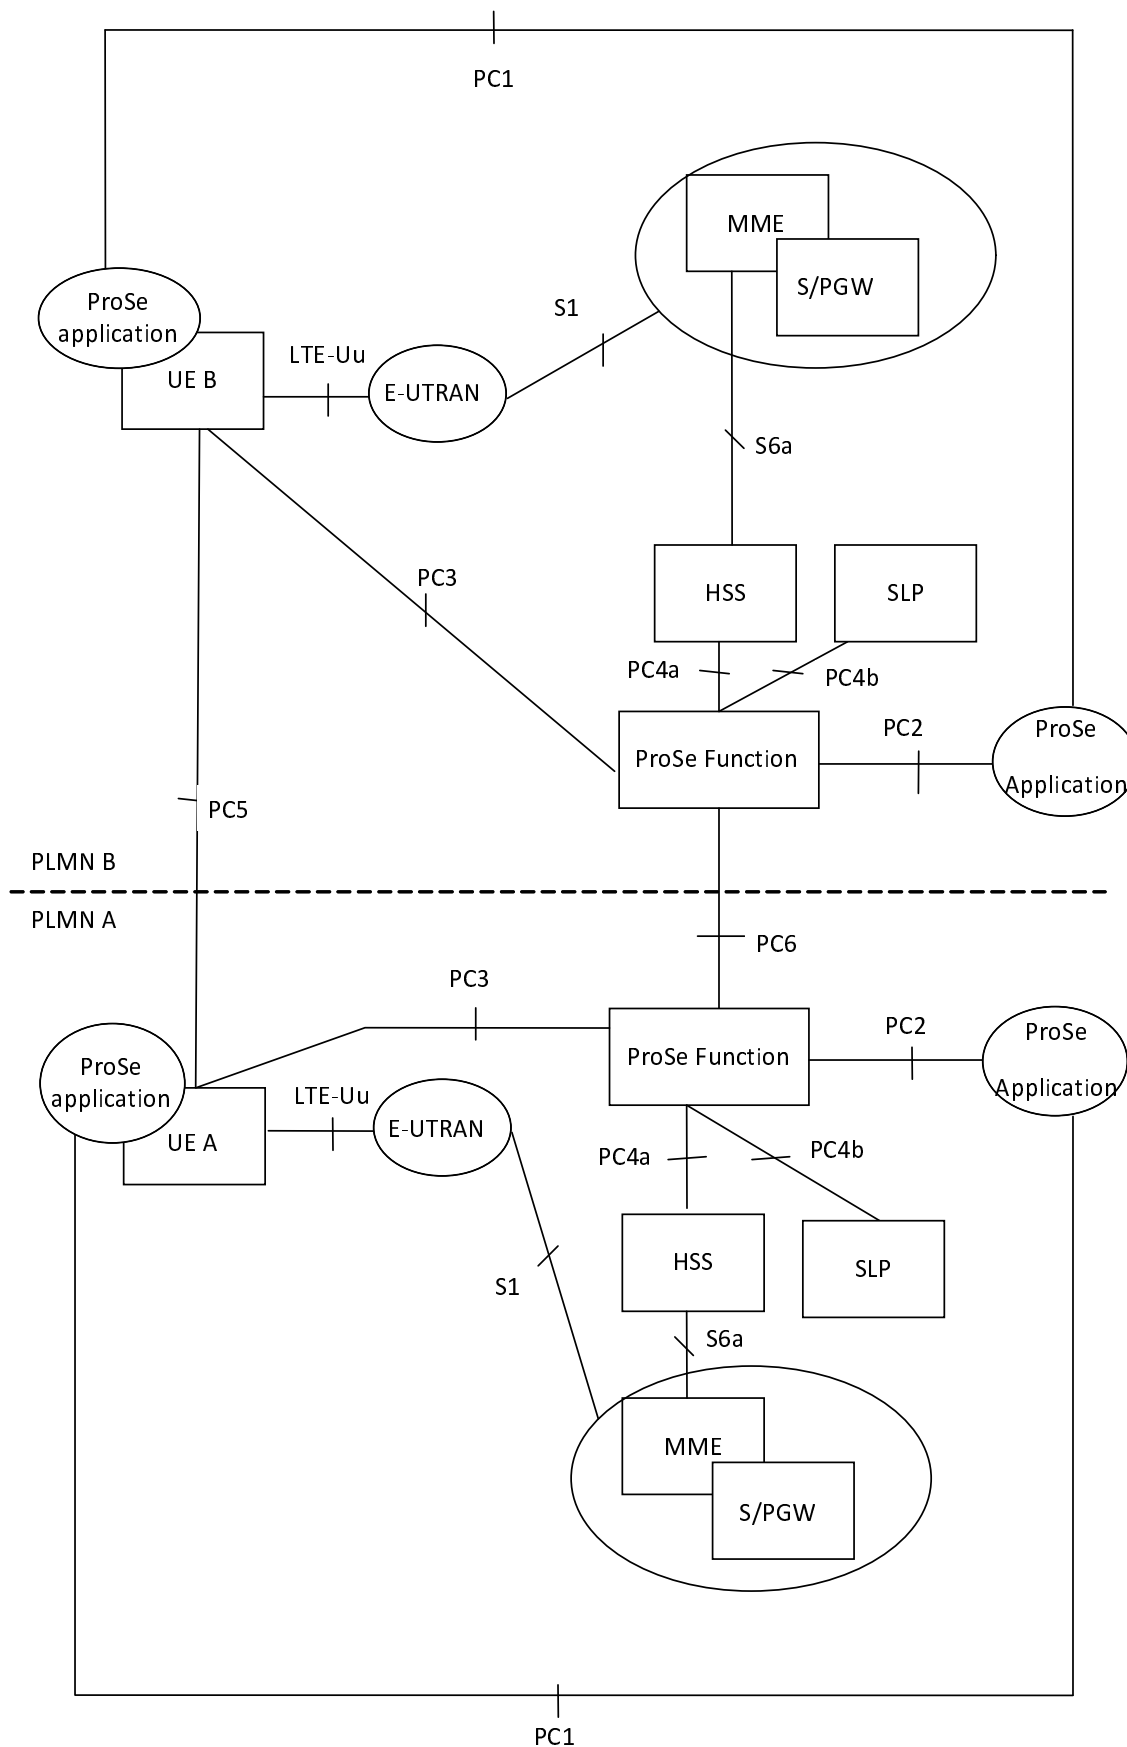 PC1
MME
S/PGW
ProSe
application
S1
LTE-Uu
UE B
E-UTRAN
S6a
PC3
HSS
SLP
PC4a
PC4b
PC2
ProSe
ProSe Function
Application
PC5
PLMN B
PLMN A
PC6
PC3
PC2
ProSe
ProSe Function
ProSe
application
Application
LTE-Uu
E-UTRAN
UE A
PC4a
PC4b
HSS
SLP
S1
S6a
MME
S/PGW
PC1